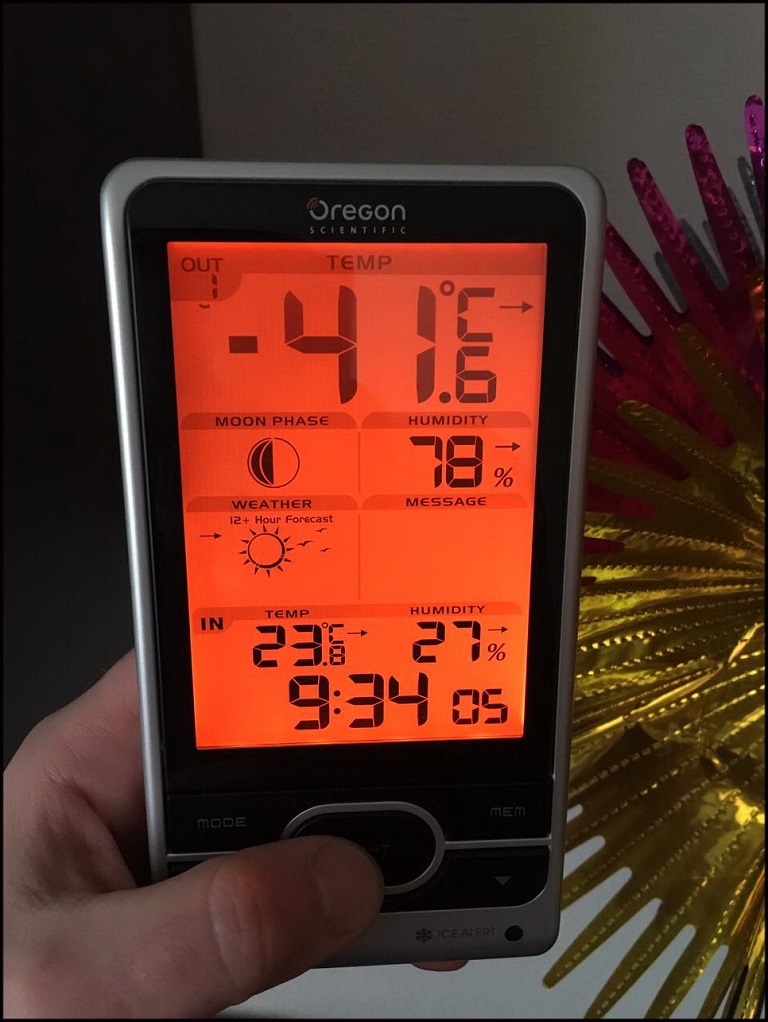 Oregon
SCIENTIFIC
OUT TEMP
1
-41.6 °C →
MOON PHASE HUMIDITY
78 → %
WEATHER MESSAGE
12+ Hour Forecast
→
IN TEMP HUMIDITY
23.8 °C → 27 → %
9:34 05
MODE MEM
ICE ALERT